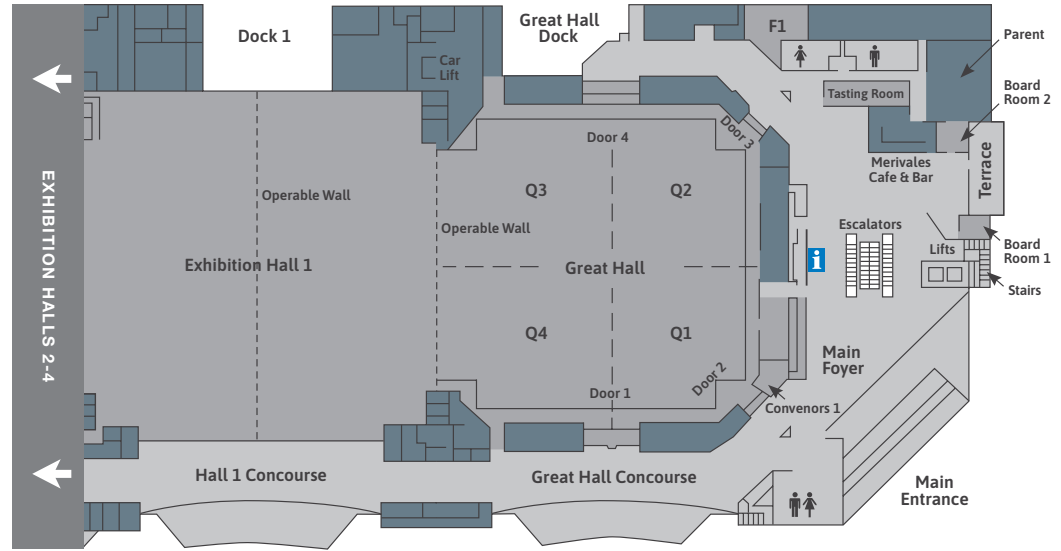 Dock 1
Great Hall
Dock
F1
Parent
Car
Lift
Board
Room 2
Tasting Room
Door 3
Door 4
Merivales
Cafe & Bar
Terrace
EXHIBITION HALLS 2-4
Operable Wall
Q3
Q2
Operable Wall
Escalators
Lifts
Board
Room 1
Exhibition Hall 1
Great Hall
i
Stairs
Q4
Q1
Main
Foyer
Door 1
Door 2
Convenors 1
Hall 1 Concourse
Great Hall Concourse
Main
Entrance